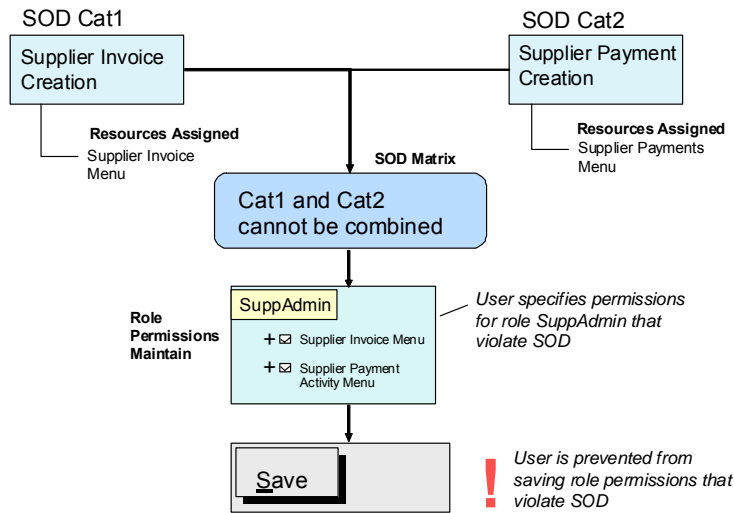 SOD Cat1
SOD Cat2
Supplier Invoice
Creation
Supplier Payment
Creation
Resources Assigned
Supplier Invoice
Menu
Resources Assigned
Supplier Payments
Menu
SOD Matrix
Cat1 and Cat2
cannot be combined
Role
Permissions
Maintain
SuppAdmin
+ Supplier Invoice Menu
+ Supplier Payment
Activity Menu
User specifies permissions
for role SuppAdmin that
violate SOD
Save
!
User is prevented from
saving role permissions that
violate SOD